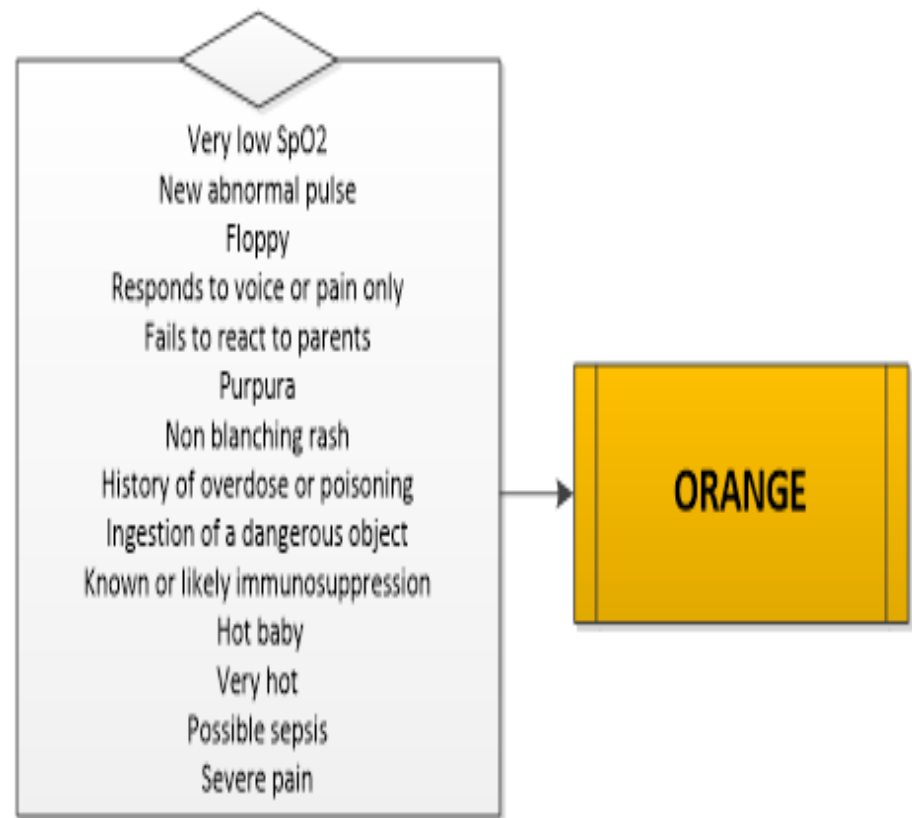 Very low SpO2
New abnormal pulse
Floppy
Responds to voice or pain only
Fails to react to parents
Purpura
Non blanching rash
History of overdose or poisoning
Ingestion of a dangerous object
Known or likely immunosuppression
Hot baby
Very hot
Possible sepsis
Severe pain
ORANGE